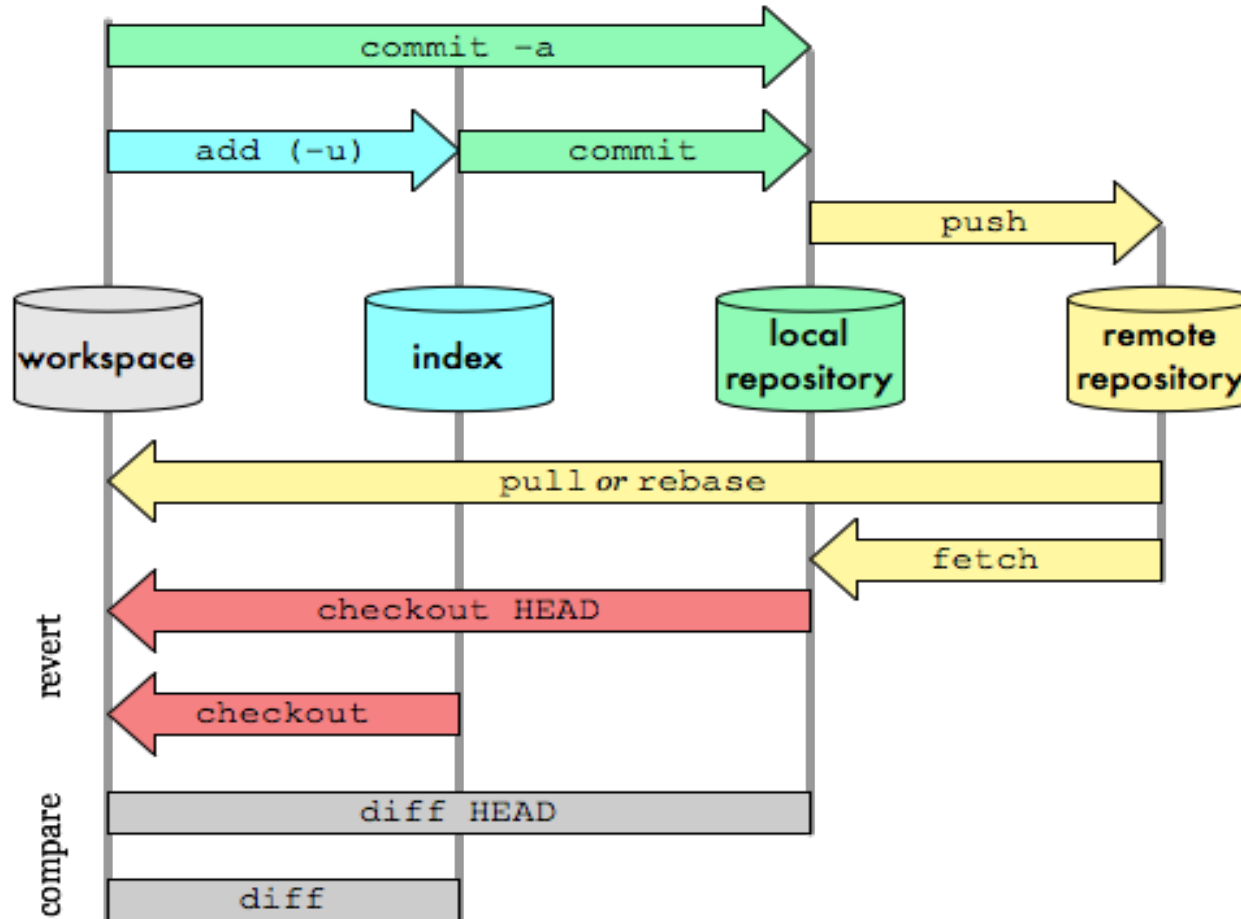 commit -a
add (-u)
commit
push
workspace
index
local
repository
remote
repository
pull or rebase
fetch
revert
checkout HEAD
checkout
compare
diff HEAD
diff